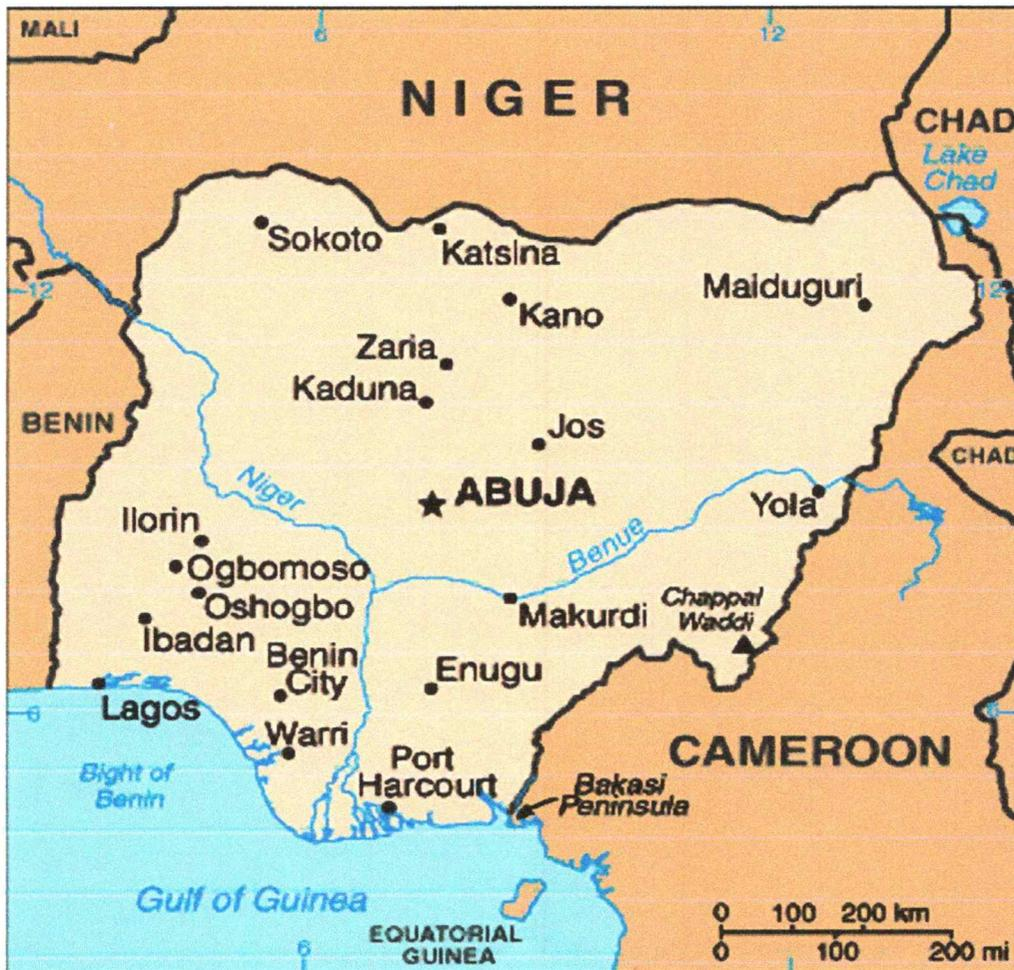 MALI
6
12
NIGER
CHAD
Lake
Chad
Sokoto
Katsina
12
Maiduguri
12
Kano
Zaria
Kaduna
BENIN
Jos
CHAD
Niger
ABUJA
Yola
Ilorin
Benue
Ogbomoso
Oshogbo
Makurdi
Chappal
Waddi
Ibadan
Benin
City
Enugu
Lagos
6
6
Warri
CAMEROON
Port
Harcourt
Bight of
Benin
Bakasi
Peninsula
Gulf of Guinea
EQUATORIAL
GUINEA
6
0 100 200 km
0 100 200 mi